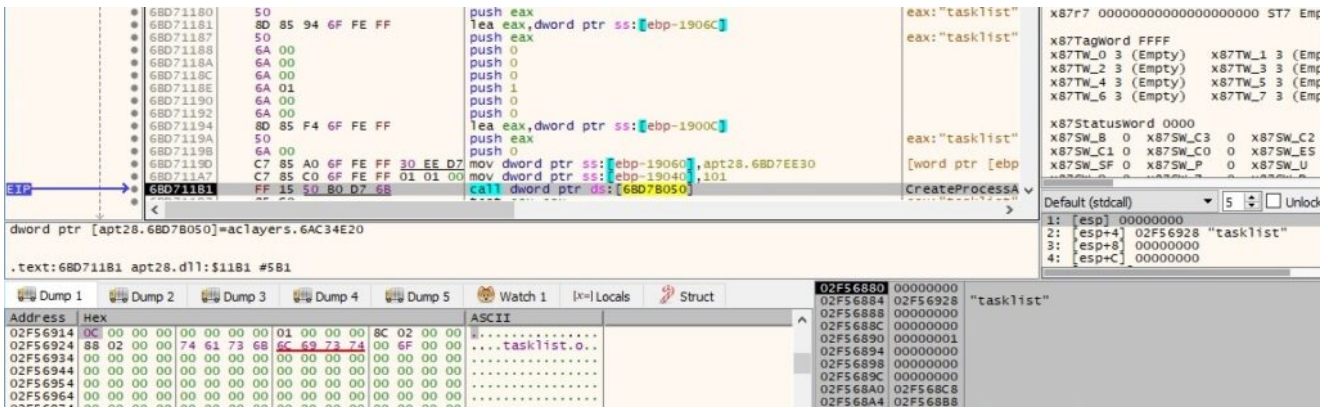 6BD71180 50 push eax eax:"tasklist"
6BD71181 8D 85 94 6F FE FF lea eax,dword ptr ss:[ebp-1906C]
6BD71187 50 push eax eax:"tasklist"
6BD71188 6A 00 push 0
6BD7118A 6A 00 push 0
6BD7118C 6A 00 push 0
6BD7118E 6A 01 push 1
6BD71190 6A 00 push 0
6BD71192 6A 00 push 0
6BD71194 8D 85 F4 6F FE FF lea eax,dword ptr ss:[ebp-1900C]
6BD7119A 50 push eax eax:"tasklist"
6BD7119B 6A 00 push 0
6BD7119D C7 85 A0 6F FE FF 30 EE D7 mov dword ptr ss:[ebp-19060],apt28.6BD7EE30 [word ptr [ebp
6BD711A7 C7 85 C0 6F FE FF 01 01 00 mov dword ptr ss:[ebp-19040],101
EIP 6BD711B1 FF 15 50 B0 D7 6B call dword ptr ds:[6BD7B050] CreateProcessA
x87r7 00000000000000000000 ST7 Emp
x87TagWord FFFF
x87TW_0 3 (Empty) x87TW_1 3 (Emp
x87TW_2 3 (Empty) x87TW_3 3 (Emp
x87TW_4 3 (Empty) x87TW_5 3 (Emp
x87TW_6 3 (Empty) x87TW_7 3 (Emp
x87StatusWord 0000
x87SW_B 0 x87SW_C3 0 x87SW_C2
x87SW_C1 0 x87SW_C0 0 x87SW_ES
x87SW_SF 0 x87SW_P 0 x87SW_U
Default (stdcall) 5 Unlock
1: [esp] 00000000
2: [esp+4] 02F56928 "tasklist"
3: [esp+8] 00000000
4: [esp+C] 00000000
dword ptr [apt28.6BD7B050]=aclayers.6AC34E20
.text:6BD711B1 apt28.dll:$11B1 #5B1
Dump 1 Dump 2 Dump 3 Dump 4 Dump 5 Watch 1 [x=] Locals Struct
Address Hex ASCII
02F56914 0C 00 00 00 00 00 00 00 01 00 00 00 8C 02 00 00 ................
02F56924 88 02 00 00 74 61 73 6B 6C 69 73 74 00 6F 00 00 ....tasklist.o..
02F56934 00 00 00 00 00 00 00 00 00 00 00 00 00 00 00 00 ................
02F56944 00 00 00 00 00 00 00 00 00 00 00 00 00 00 00 00 ................
02F56954 00 00 00 00 00 00 00 00 00 00 00 00 00 00 00 00 ................
02F56964 00 00 00 00 00 00 00 00 00 00 00 00 00 00 00 00 ................
02F56880 00000000
02F56884 02F56928 "tasklist"
02F56888 00000000
02F5688C 00000000
02F56890 00000001
02F56894 00000000
02F56898 00000000
02F5689C 00000000
02F568A0 02F568C8
02F568A4 02F568B8